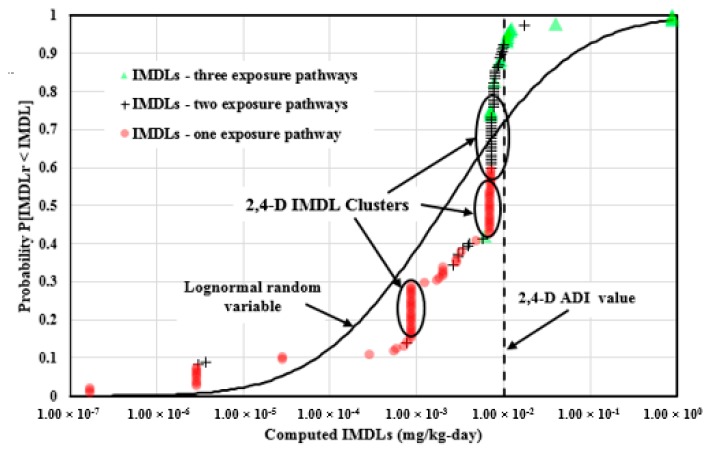 1
0.9
0.8
0.7
0.6
0.5
0.4
0.3
0.2
0.1
0
Probability P[IMDLr < IMDL]
IMDLs - three exposure pathways
IMDLs - two exposure pathways
IMDLs - one exposure pathway
2,4-D IMDL Clusters
Lognormal random
variable
2,4-D ADI value
1.00 × 10⁻⁷ 1.00 × 10⁻⁶ 1.00 × 10⁻⁵ 1.00 × 10⁻⁴ 1.00 × 10⁻³ 1.00 × 10⁻² 1.00 × 10⁻¹ 1.00 × 10⁰
Computed IMDLs (mg/kg-day)